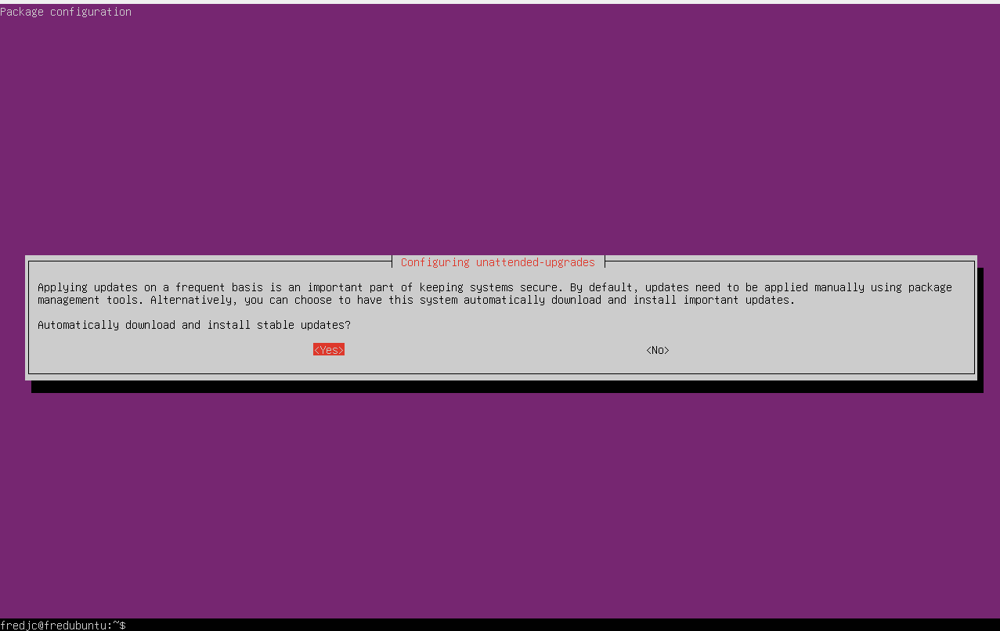 Package configuration
Configuring unattended-upgrades
Applying updates on a frequent basis is an important part of keeping systems secure. By default, updates need to be applied manually using package
management tools. Alternatively, you can choose to have this system automatically download and install important updates.
Automatically download and install stable updates?
<Yes> <No>
fredjc@fredubuntu:~$